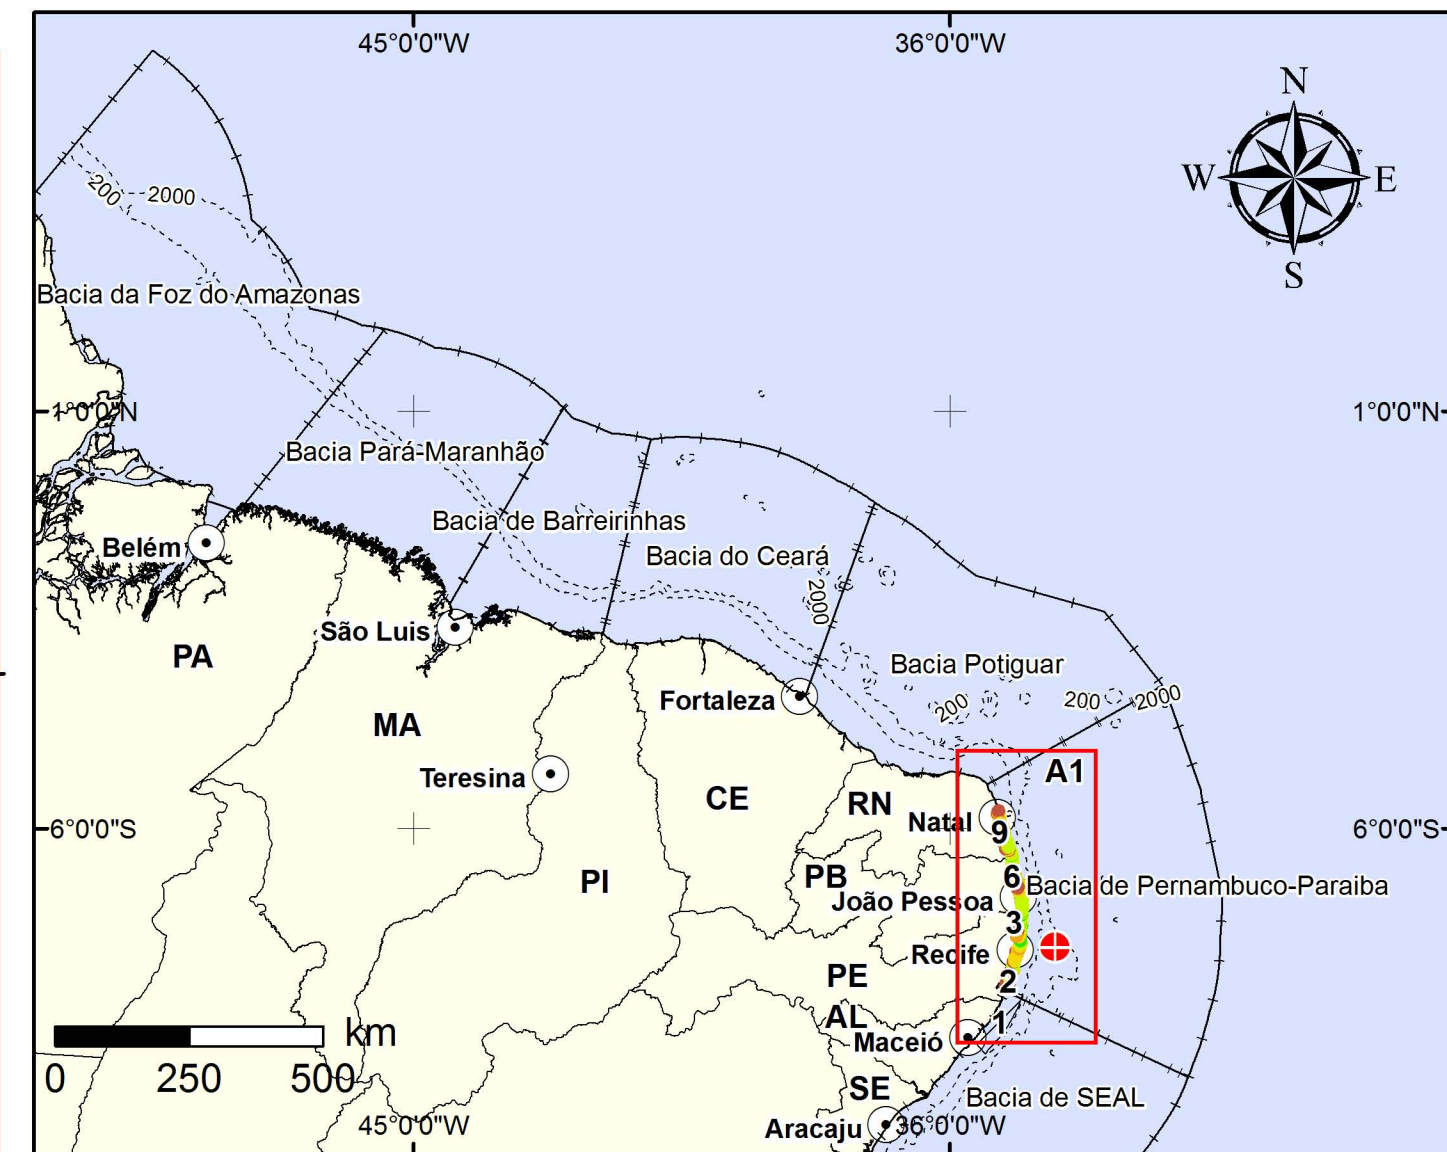 45°0'0"W
36°0'0"W
N
W
E
S
200
2000
Bacia da Foz do Amazonas
1°0'0"N
1°0'0"N
Bacia Pará-Maranhão
Bacia de Barreirinhas
Belém
Bacia do Ceará
2000
São Luis
PA
Bacia Potiguar
Fortaleza
200
200
2000
MA
Teresina
A1
CE
RN
Natal
9
6°0'0"S
6°0'0"S
PI
PB
6
Bacia de Pernambuco-Paraiba
João Pessoa
3
Recife
PE
2
AL
1
km
Maceió
0
250
500
SE
Bacia de SEAL
45°0'0"W
Aracaju
36°0'0"W